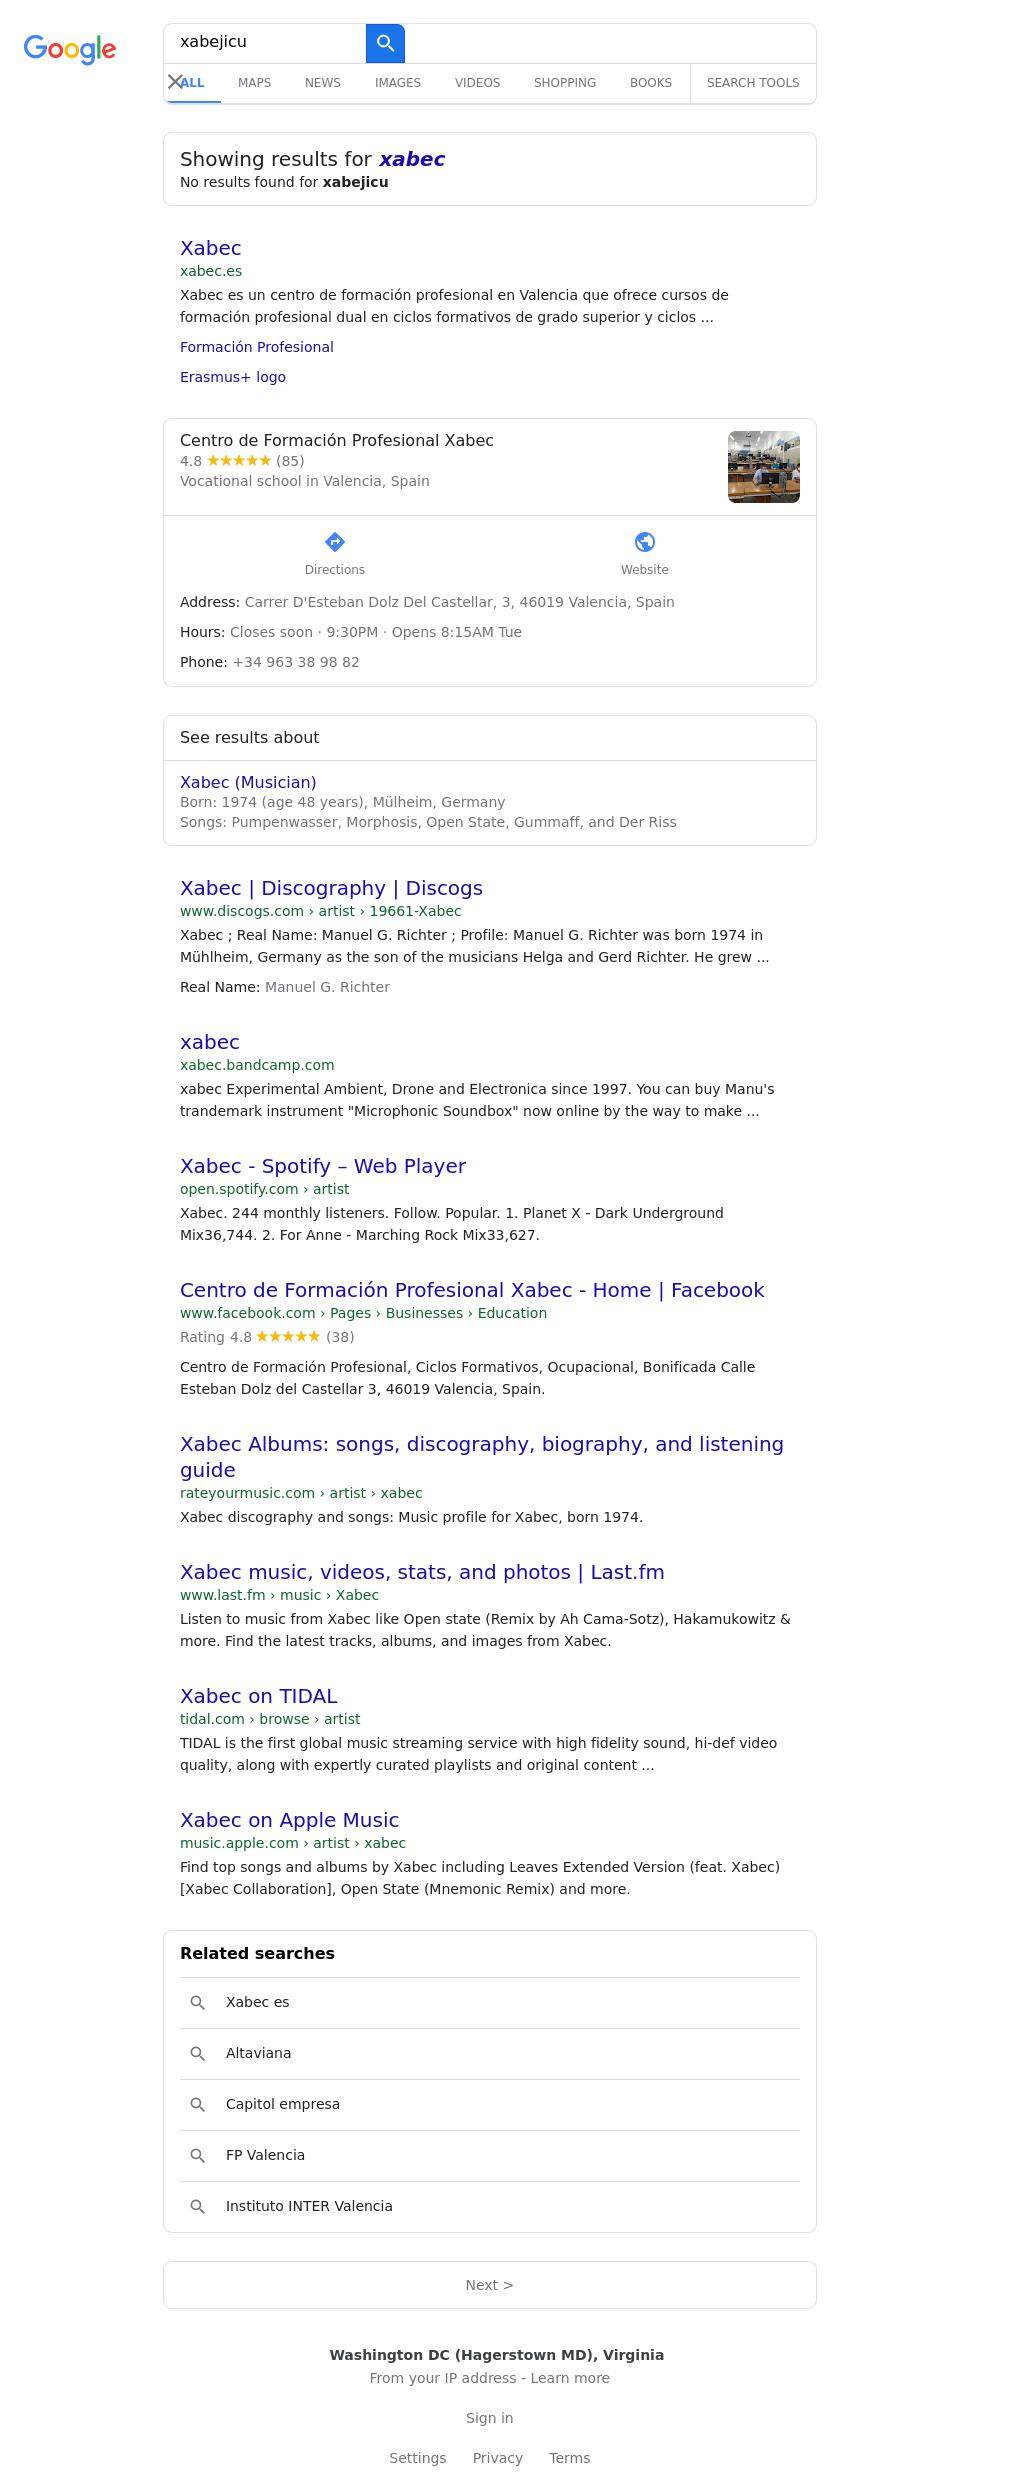 Google
xabejicu
ALL MAPS NEWS IMAGES VIDEOS SHOPPING BOOKS SEARCH TOOLS
Showing results for xabec
No results found for xabejicu
Xabec
xabec.es
Xabec es un centro de formación profesional en Valencia que ofrece cursos de
formación profesional dual en ciclos formativos de grado superior y ciclos ...
Formación Profesional
Erasmus+ logo
Centro de Formación Profesional Xabec
4.8 ★★★★★ (85)
Vocational school in Valencia, Spain
Directions Website
Address: Carrer D'Esteban Dolz Del Castellar, 3, 46019 Valencia, Spain
Hours: Closes soon · 9:30PM · Opens 8:15AM Tue
Phone: +34 963 38 98 82
See results about
Xabec (Musician)
Born: 1974 (age 48 years), Mülheim, Germany
Songs: Pumpenwasser, Morphosis, Open State, Gummaff, and Der Riss
Xabec | Discography | Discogs
www.discogs.com › artist › 19661-Xabec
Xabec ; Real Name: Manuel G. Richter ; Profile: Manuel G. Richter was born 1974 in
Mühlheim, Germany as the son of the musicians Helga and Gerd Richter. He grew ...
Real Name: Manuel G. Richter
xabec
xabec.bandcamp.com
xabec Experimental Ambient, Drone and Electronica since 1997. You can buy Manu's
trandemark instrument "Microphonic Soundbox" now online by the way to make ...
Xabec - Spotify – Web Player
open.spotify.com › artist
Xabec. 244 monthly listeners. Follow. Popular. 1. Planet X - Dark Underground
Mix36,744. 2. For Anne - Marching Rock Mix33,627.
Centro de Formación Profesional Xabec - Home | Facebook
www.facebook.com › Pages › Businesses › Education
Rating 4.8 ★★★★★ (38)
Centro de Formación Profesional, Ciclos Formativos, Ocupacional, Bonificada Calle
Esteban Dolz del Castellar 3, 46019 Valencia, Spain.
Xabec Albums: songs, discography, biography, and listening
guide
rateyourmusic.com › artist › xabec
Xabec discography and songs: Music profile for Xabec, born 1974.
Xabec music, videos, stats, and photos | Last.fm
www.last.fm › music › Xabec
Listen to music from Xabec like Open state (Remix by Ah Cama-Sotz), Hakamukowitz &
more. Find the latest tracks, albums, and images from Xabec.
Xabec on TIDAL
tidal.com › browse › artist
TIDAL is the first global music streaming service with high fidelity sound, hi-def video
quality, along with expertly curated playlists and original content ...
Xabec on Apple Music
music.apple.com › artist › xabec
Find top songs and albums by Xabec including Leaves Extended Version (feat. Xabec)
[Xabec Collaboration], Open State (Mnemonic Remix) and more.
Related searches
Xabec es
Altaviana
Capitol empresa
FP Valencia
Instituto INTER Valencia
Next >
Washington DC (Hagerstown MD), Virginia
From your IP address - Learn more
Sign in
Settings Privacy Terms